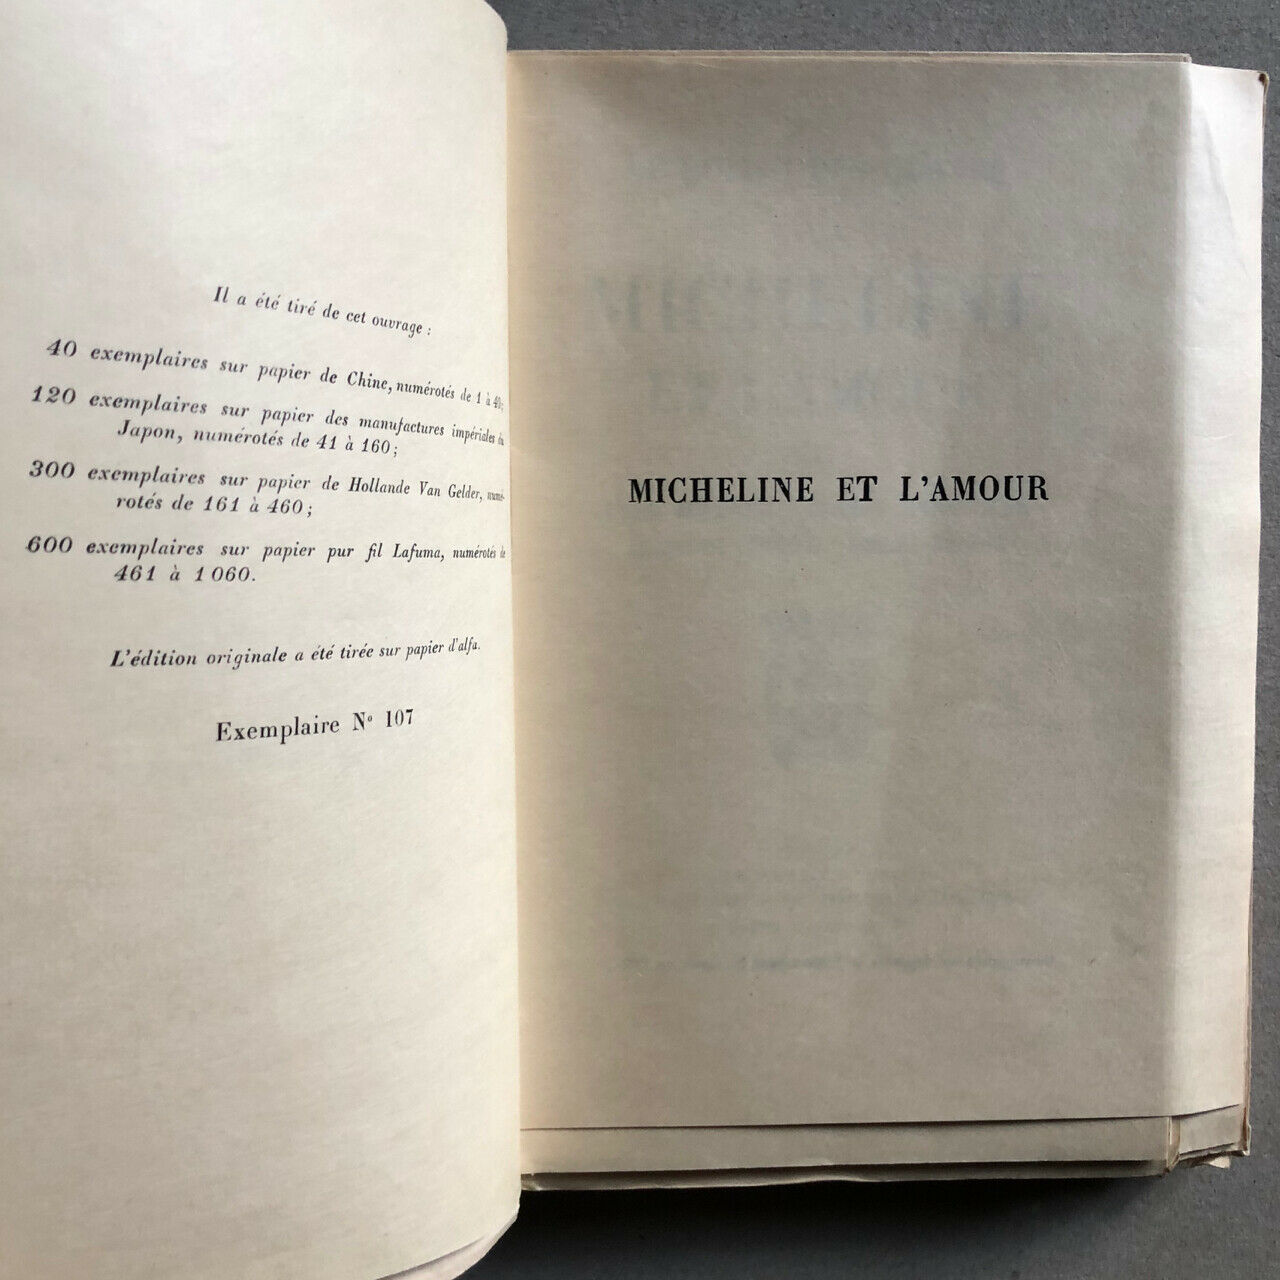 Il a été tiré de cet ouvrage :
40 exemplaires sur papier de Chine, numérotés de 1 à 40;
120 exemplaires sur papier des manufactures impériales du
Japon, numérotés de 41 à 160;
300 exemplaires sur papier de Hollande Van Gelder, numé-
rotés de 161 à 460;
600 exemplaires sur papier pur fil Lafuma, numérotés de
461 à 1060.
L'édition originale a été tirée sur papier d'alfa.
Exemplaire Nº 107
MICHELINE ET L'AMOUR